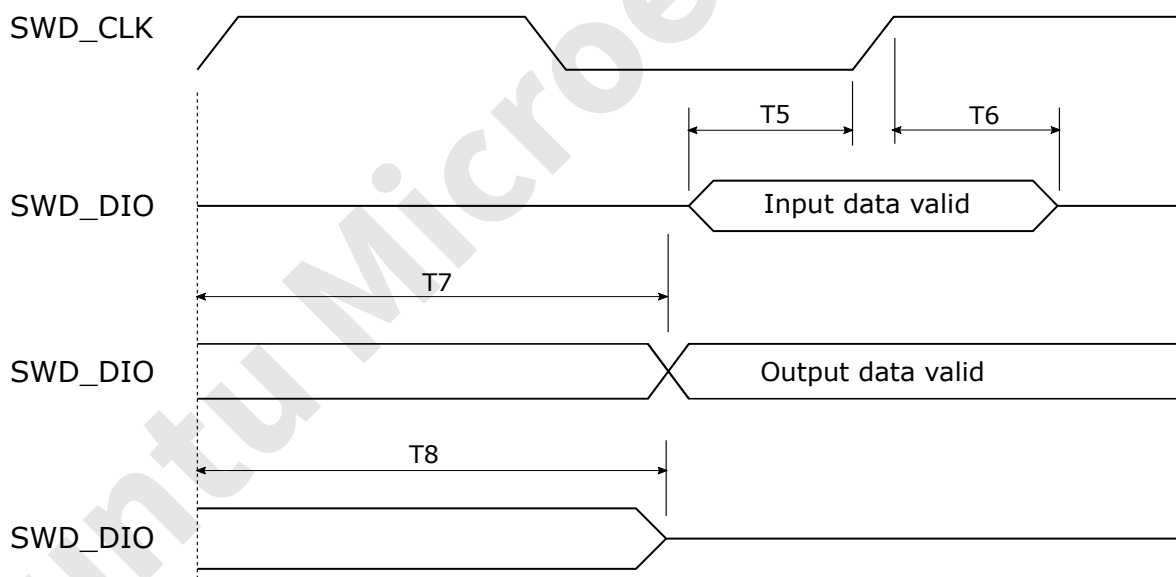 SWD_CLK
T5
T6
SWD_DIO
Input data valid
T7
SWD_DIO
Output data valid
T8
SWD_DIO